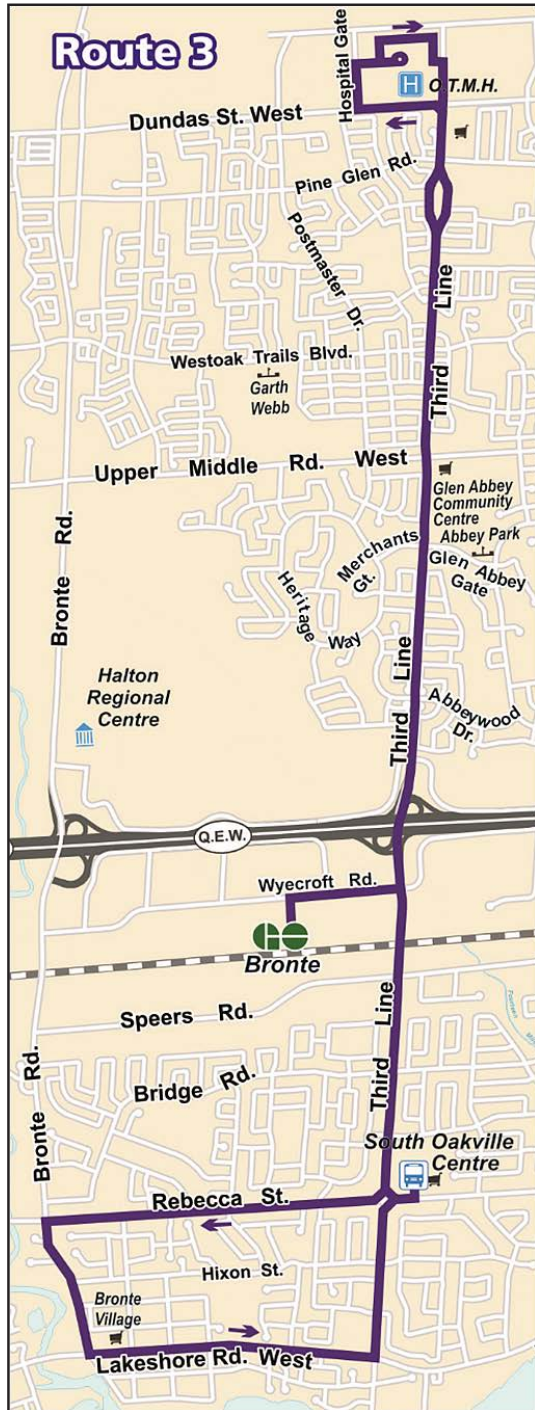 Route 3
Hospital Gate
H
O.T.M.H.
Dundas St. West
Pine Glen Rd.
Postmaster Dr.
Third Line
Westoak Trails Blvd.
Garth
Webb
Upper Middle Rd. West
Glen Abbey
Community
Centre
Abbey Park
Bronte Rd.
Merchants
Gt.
Glen Abbey
Gate
Heritage
Way
Third Line
Abbeywood
Dr.
Halton
Regional
Centre
Q.E.W.
Wyecroft Rd.
GO
Bronte
Speers Rd.
Third Line
Bridge Rd.
Bronte Rd.
South Oakville
Centre
Rebecca St.
Hixon St.
Bronte
Village
Lakeshore Rd. West